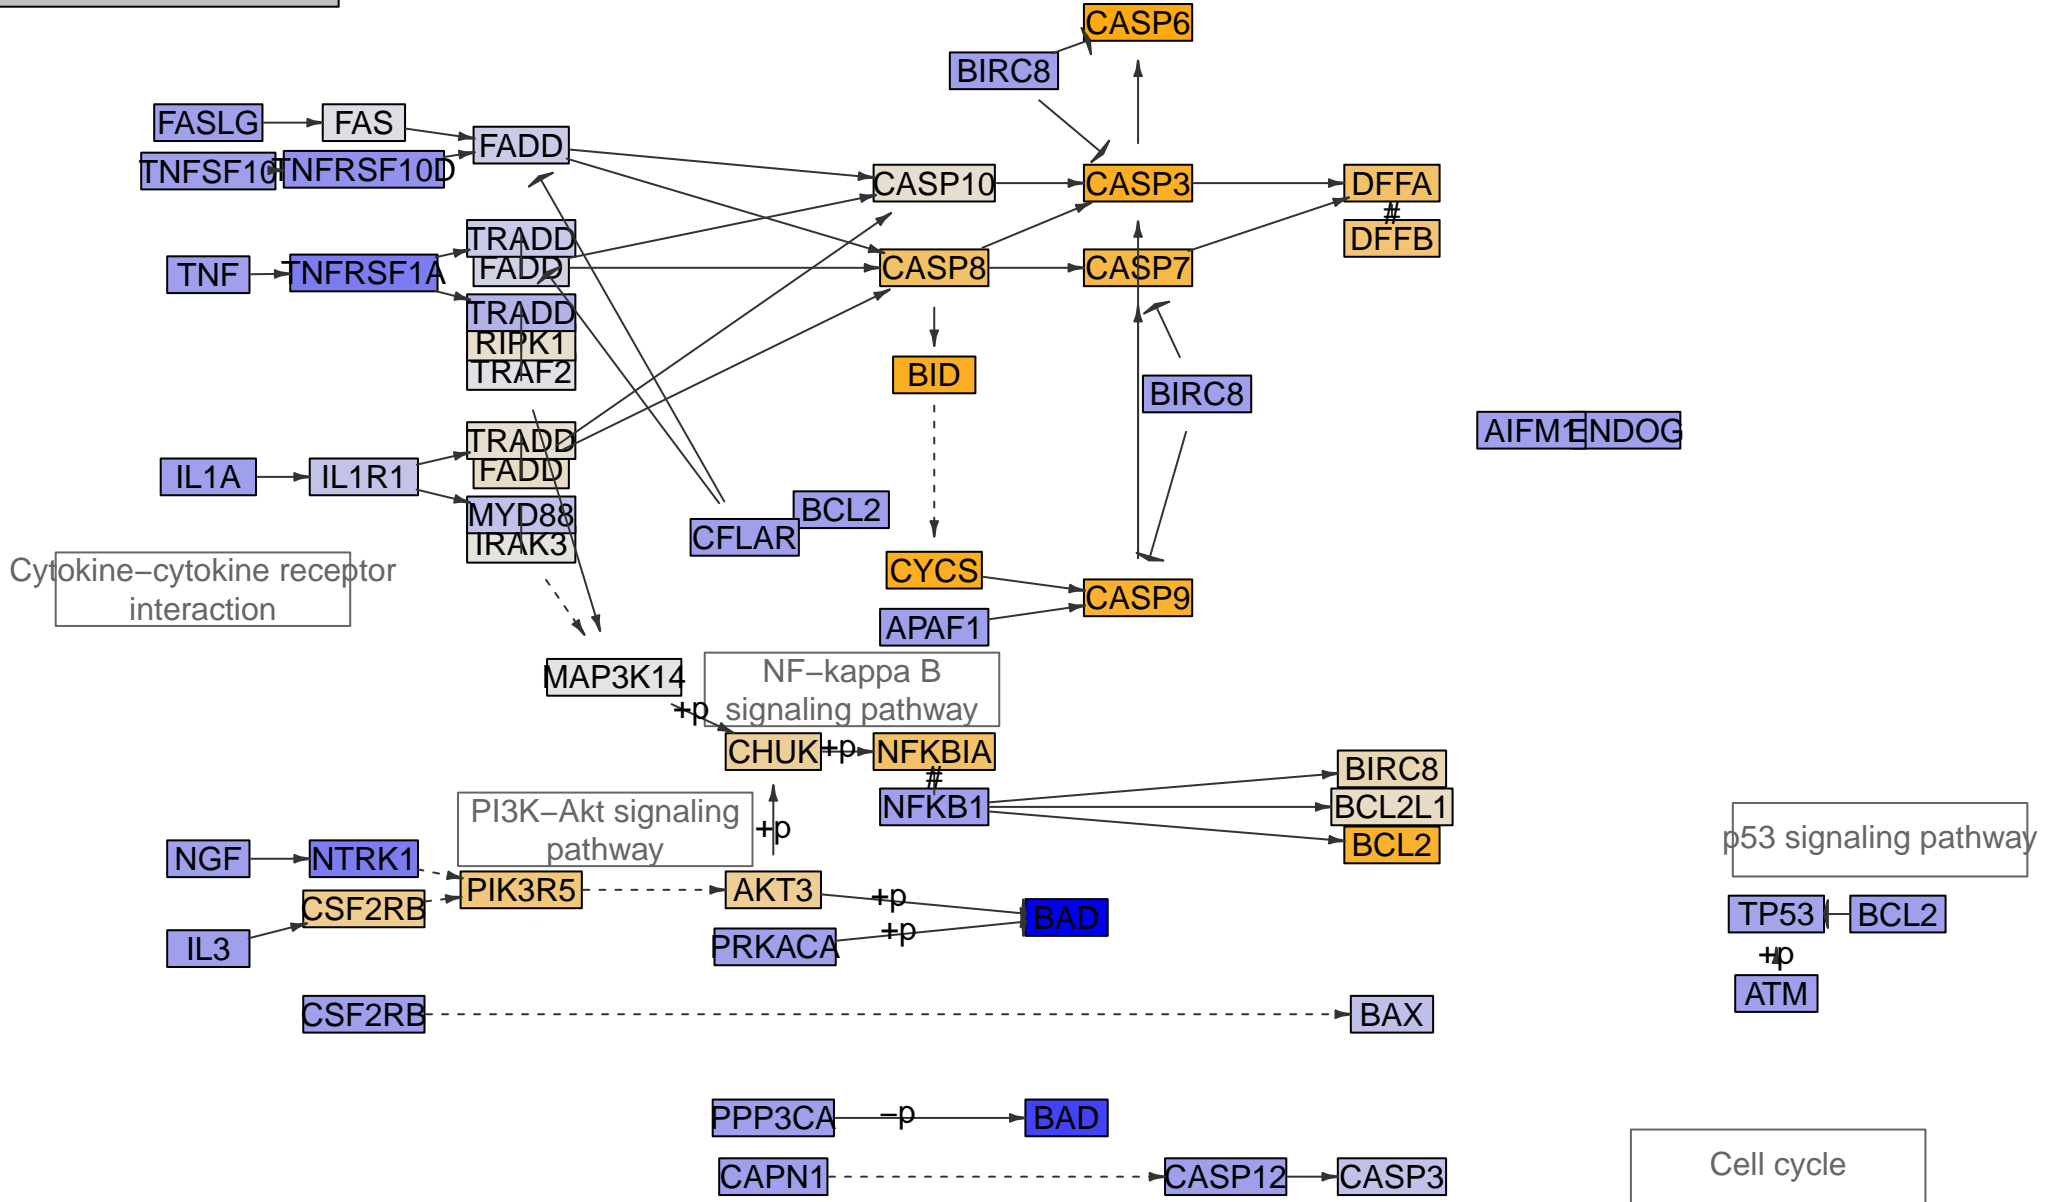 CASP6
BIRC8
FASLG
FAS
FADD
TNFSF10
TNFRSF10D
CASP10
CASP3
DFFA
#
DFFB
TRADD
FADD
TNF
TNFRSF1A
CASP8
CASP7
TRADD
RIPK1
TRAF2
BID
BIRC8
AIFM1
ENDOG
TRADD
FADD
IL1A
IL1R1
MYD88
IRAK3
BCL2
CFLAR
Cytokine−cytokine receptor
interaction
CYCS
CASP9
APAF1
MAP3K14
NF−kappa B
signaling pathway
+p
CHUK
+p
NFKBIA
#
NFKB1
BIRC8
BCL2L1
BCL2
PI3K−Akt signaling
pathway
+p
p53 signaling pathway
NGF
NTRK1
CSF2RB
PIK3R5
AKT3
+p
BAD
IL3
PRKACA
+p
TP53
BCL2
+p
ATM
CSF2RB
BAX
PPP3CA
−p
BAD
CAPN1
CASP12
CASP3
Cell cycle